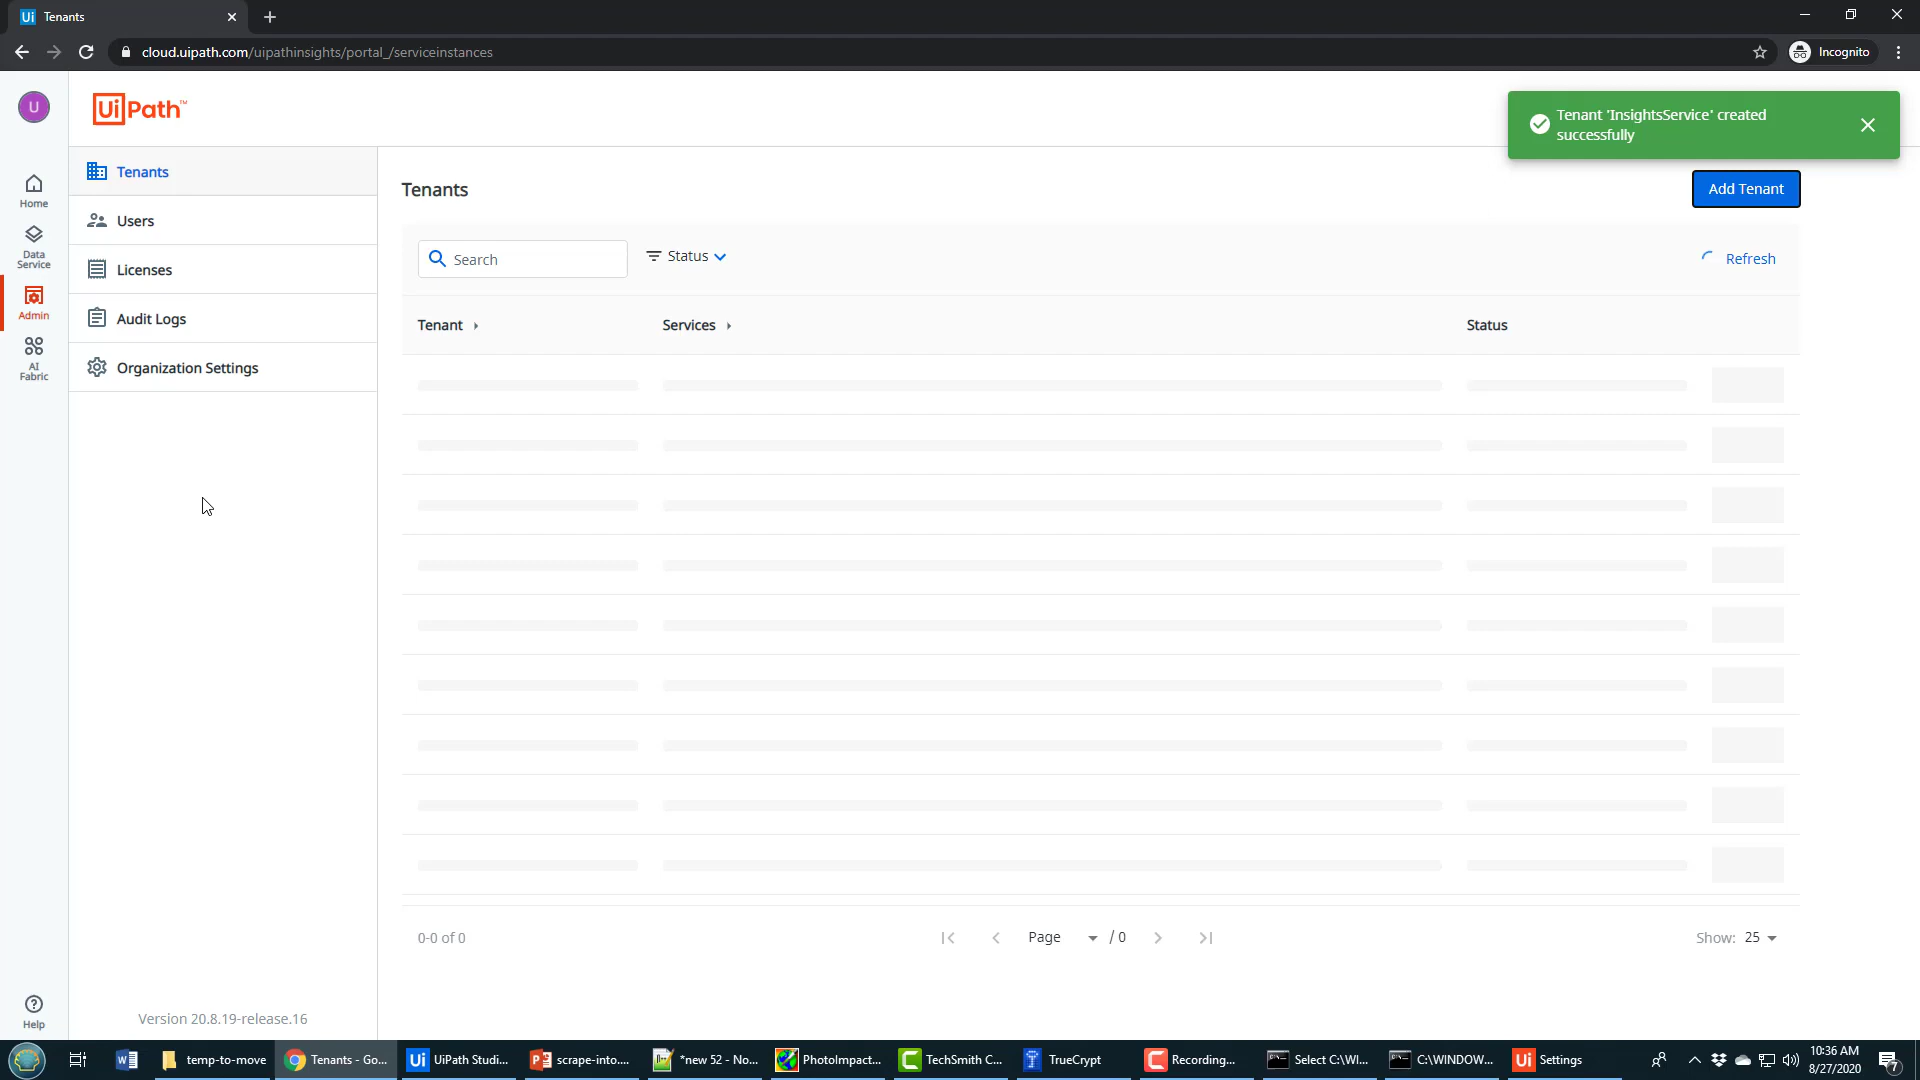 Tenants
cloud.uipath.com/uipathinsights/portal_/serviceinstances
Incognito
U
UiPath™
Tenant 'InsightsService' created
successfully
Home
Data
Service
Admin
AI
Fabric
Help
Tenants
Users
Licenses
Audit Logs
Organization Settings
Version 20.8.19-release.16
Tenants
Add Tenant
Search
Status
Refresh
Tenant
Services
Status
0-0 of 0
Page
/ 0
Show: 25
temp-to-move
Tenants - Go...
UiPath Studi...
scrape-into....
*new 52 - No...
PhotoImpact...
TechSmith C...
TrueCrypt
Recording...
Select C:\WI...
C:\WINDOW...
Settings
10:36 AM
8/27/2020
7